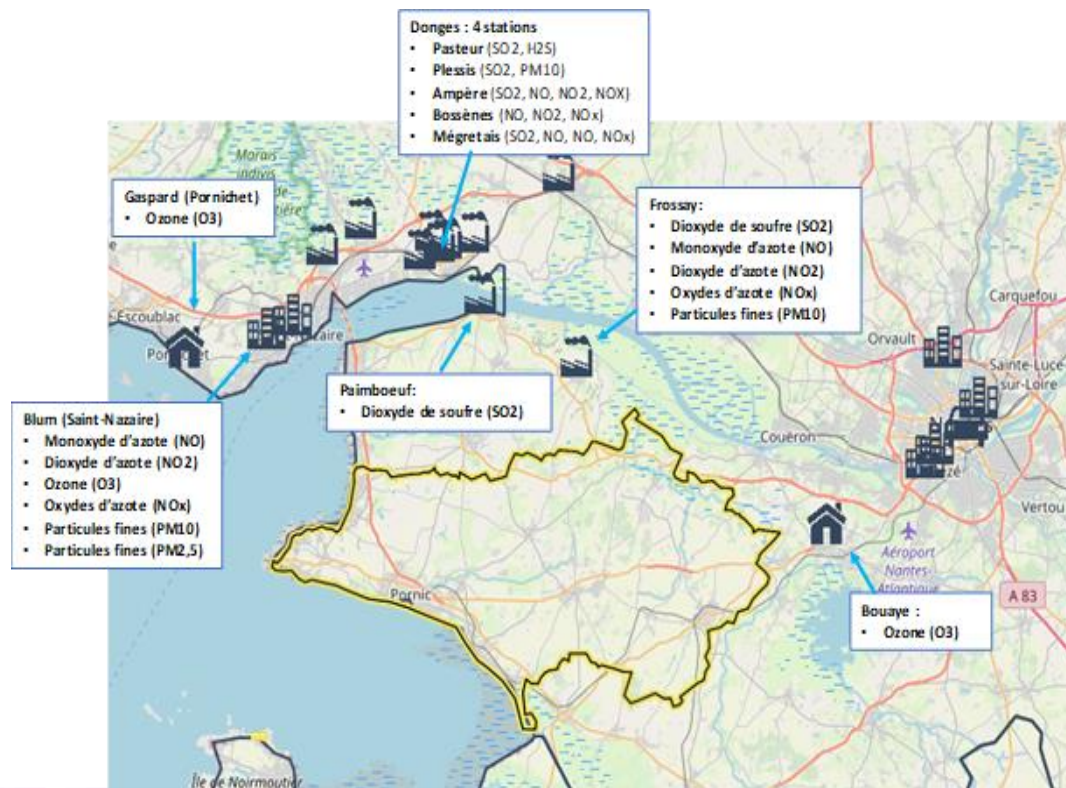 Donges : 4 stations
▪ Pasteur (SO2, H2S)
▪ Plessis (SO2, PM10)
▪ Ampère (SO2, NO, NO2, NOX)
▪ Bossènes (NO, NO2, NOx)
▪ Mégretais (SO2, NO, NO, NOx)
Marais
indivis
Gaspard (Pornichet)
▪ Ozone (O3)
Frossay:
▪ Dioxyde de soufre (SO2)
▪ Monoxyde d'azote (NO)
▪ Dioxyde d'azote (NO2)
▪ Oxydes d'azote (NOx)
▪ Particules fines (PM10)
Escoublac
Carquefou
Orvault
Sainte-Luce
-sur-Loire
Paimboeuf:
▪ Dioxyde de soufre (SO2)
Blum (Saint-Nazaire)
▪ Monoxyde d'azote (NO)
▪ Dioxyde d'azote (NO2)
▪ Ozone (O3)
▪ Oxydes d'azote (NOx)
▪ Particules fines (PM10)
▪ Particules fines (PM2,5)
Couëron
Vertou
Aéroport
Nantes-
Atlantique
Pornic
A 83
Bouaye :
▪ Ozone (O3)
Île de Noirmoutier